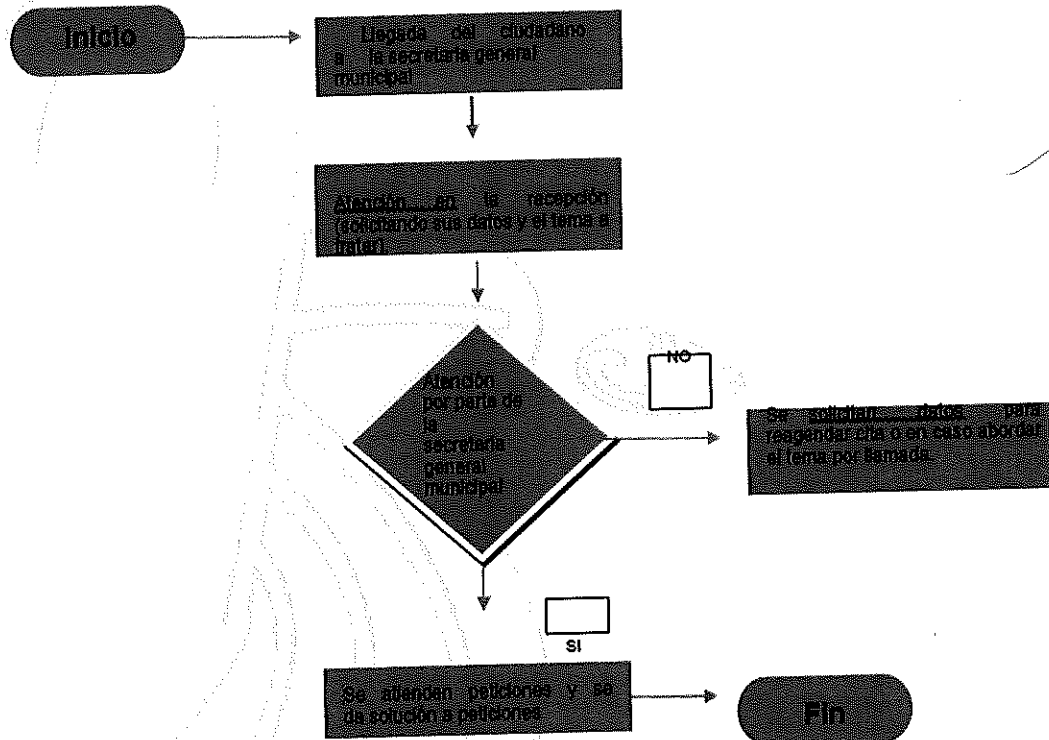 Inicio
Llegada del ciudadano
a la secretaria general
municipal
Atención en la recepción
(solicitando sus datos y el tema a
tratar)
Atención
por parte de
la
secretaria
general
municipal
NO
Se solicitan datos para
reagendar cita o en caso abordar
el tema por llamada.
SI
Se atienden peticiones y se
da solución a peticiones
Fin